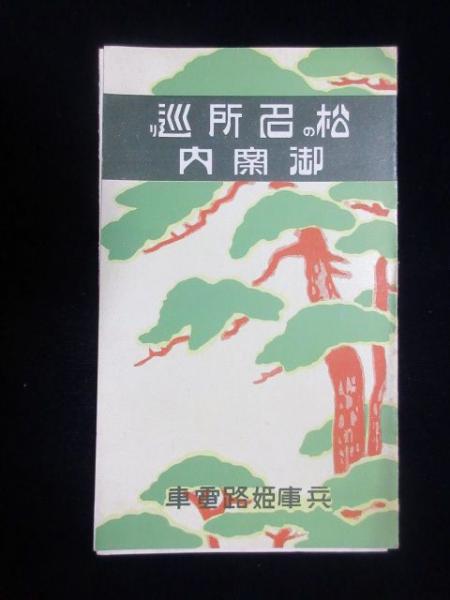 松の名所巡り
御案内
兵庫姫路電車